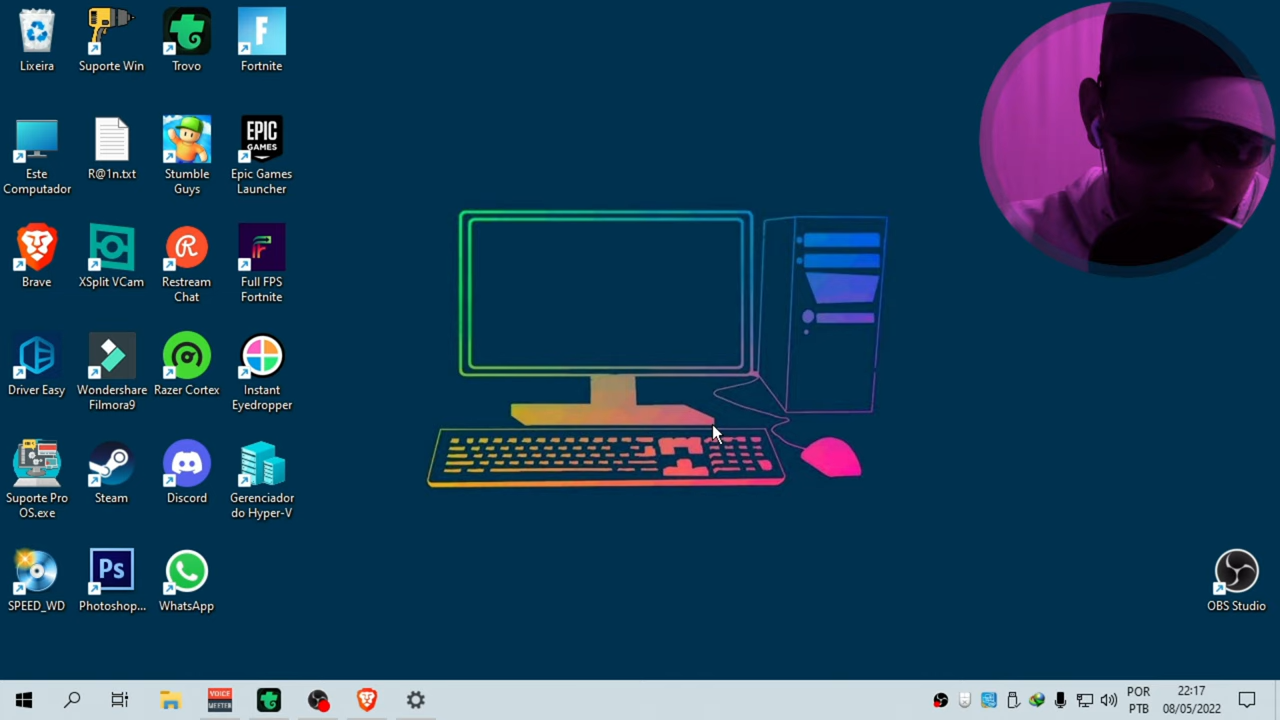 Lixeira
Suporte Win
Trovo
F
Fortnite
Este
Computador
R@1n.txt
Stumble
Guys
EPIC
GAMES
Epic Games
Launcher
Brave
XSplit VCam
R
Restream
Chat
Full FPS
Fortnite
Driver Easy
Wondershare
Filmora9
Razer Cortex
Instant
Eyedropper
Suporte Pro
OS.exe
Steam
Discord
Gerenciador
do Hyper-V
SPEED_WD
Ps
Photoshop...
WhatsApp
OBS Studio
VOICE
MEETER
POR
PTB
22:17
08/05/2022